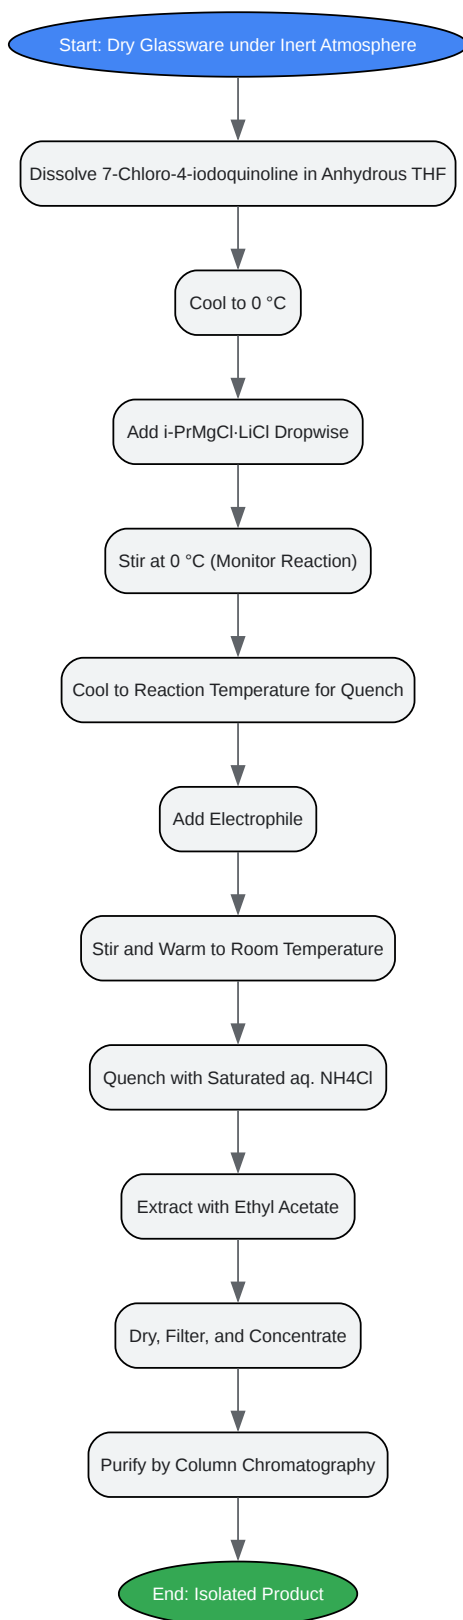 Start: Dry Glassware under Inert Atmosphere
Dissolve 7-Chloro-4-iodoquinoline in Anhydrous THF
Cool to 0 °C
Add i-PrMgCl·LiCl Dropwise
Stir at 0 °C (Monitor Reaction)
Cool to Reaction Temperature for Quench
Add Electrophile
Stir and Warm to Room Temperature
Quench with Saturated aq. NH4Cl
Extract with Ethyl Acetate
Dry, Filter, and Concentrate
Purify by Column Chromatography
End: Isolated Product